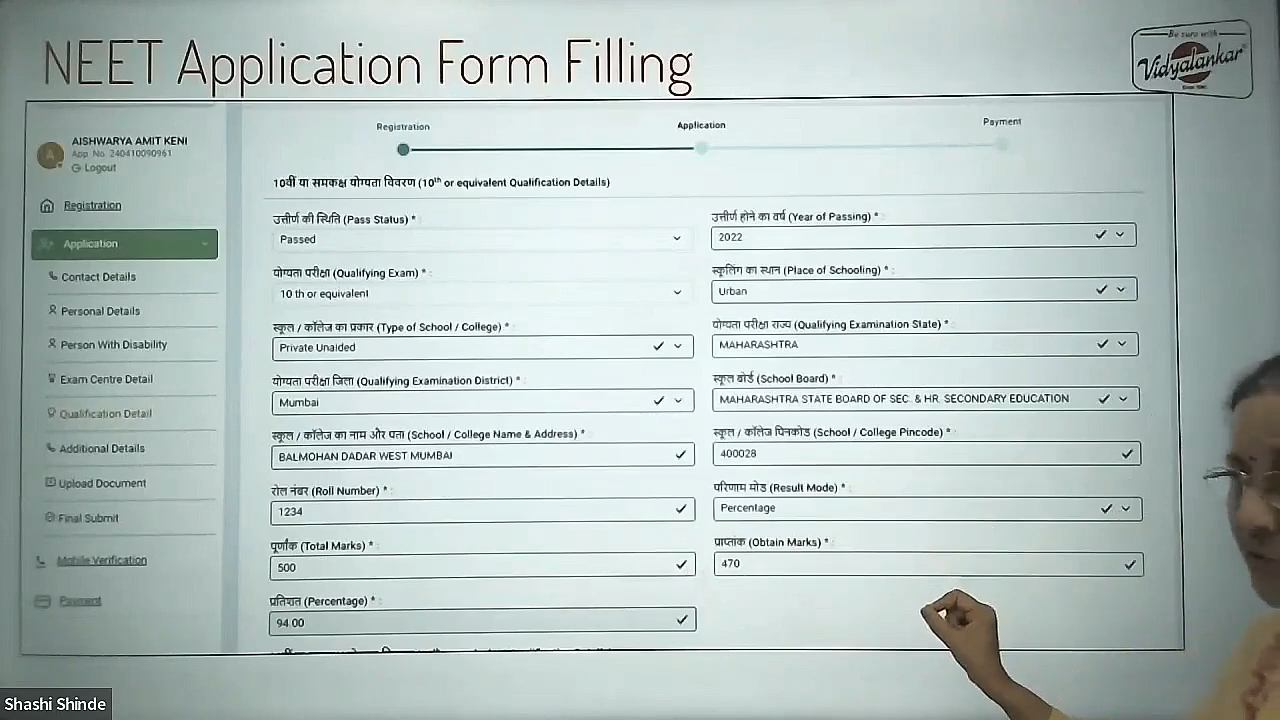 NEET Application Form Filling
Be sure with
Vidyalankar
AISHWARYA AMIT KENI
App. No. 240410090961
Logout
Registration
Application
Contact Details
Personal Details
Person With Disability
Exam Centre Detail
Qualification Detail
Additional Details
Upload Document
Final Submit
Mobile Verification
Payment
Registration Application Payment
10वीं या समकक्ष योग्यता विवरण (10th or equivalent Qualification Details)
उत्तीर्ण की स्थिति (Pass Status) *
Passed
उत्तीर्ण होने का वर्ष (Year of Passing) *
2022
योग्यता परीक्षा (Qualifying Exam) *
10 th or equivalent
स्कूलिंग का स्थान (Place of Schooling) *
Urban
स्कूल / कॉलेज का प्रकार (Type of School / College) *
Private Unaided
योग्यता परीक्षा राज्य (Qualifying Examination State) *
MAHARASHTRA
योग्यता परीक्षा जिला (Qualifying Examination District) *
Mumbai
स्कूल बोर्ड (School Board) *
MAHARASHTRA STATE BOARD OF SEC. & HR. SECONDARY EDUCATION
स्कूल / कॉलेज का नाम और पता (School / College Name & Address) *
BALMOHAN DADAR WEST MUMBAI
स्कूल / कॉलेज पिनकोड (School / College Pincode) *
400028
रोल नंबर (Roll Number) *
1234
परिणाम मोड (Result Mode) *
Percentage
पूर्णांक (Total Marks) *
500
प्राप्तांक (Obtain Marks) *
470
प्रतिशत (Percentage) *
94.00
Shashi Shinde